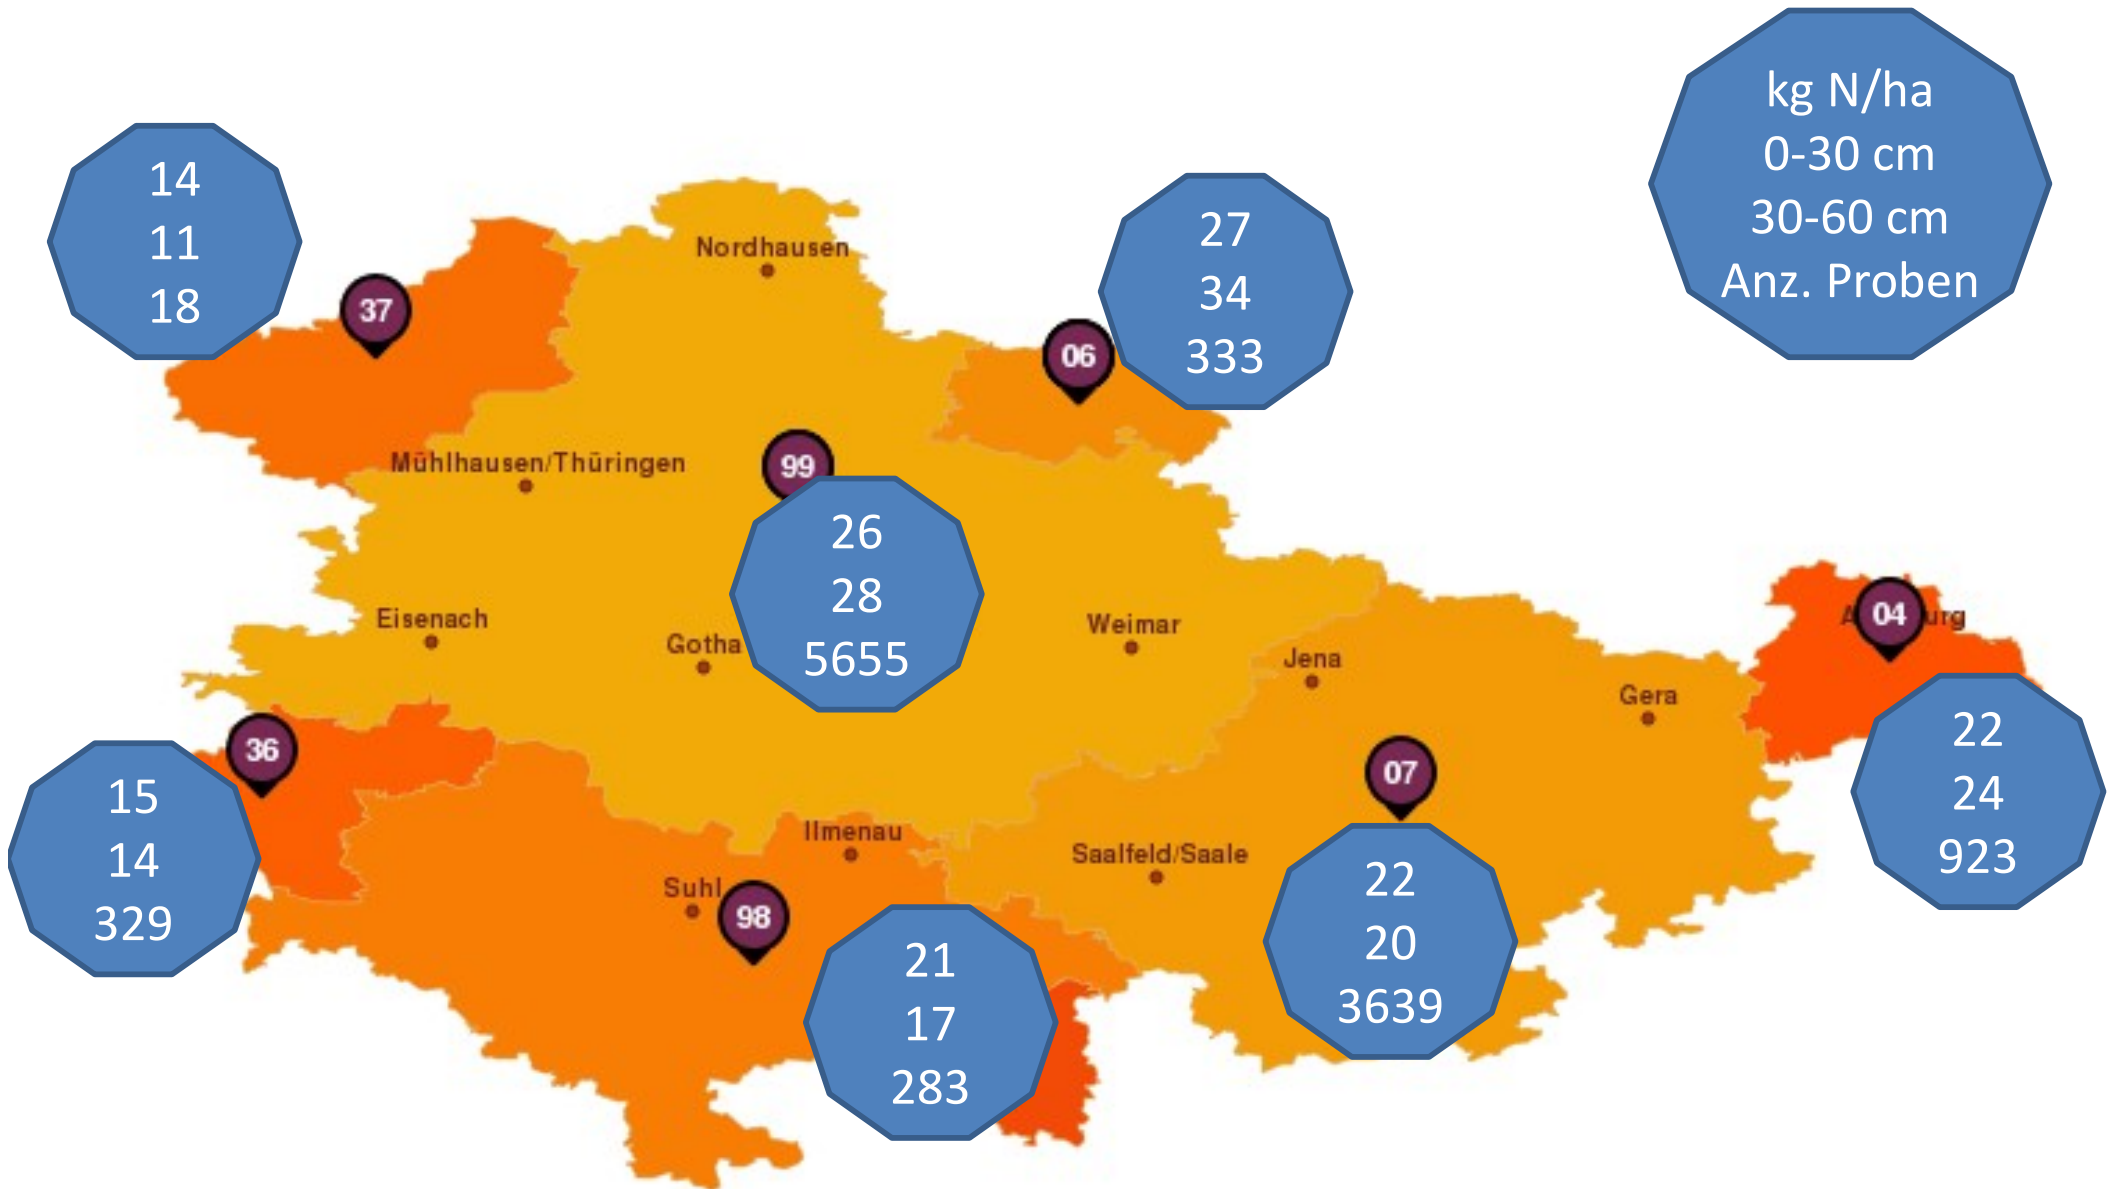 kg N/ha
0-30 cm
30-60 cm
Anz. Proben
14
11
18
37
Nordhausen
27
34
333
06
Mühlhausen/Thüringen
99
26
28
5655
Eisenach
Gotha
Weimar
Jena
Gera
04
22
24
923
36
15
14
329
Ilmenau
Suhl
98
21
17
283
Saalfeld/Saale
07
22
20
3639